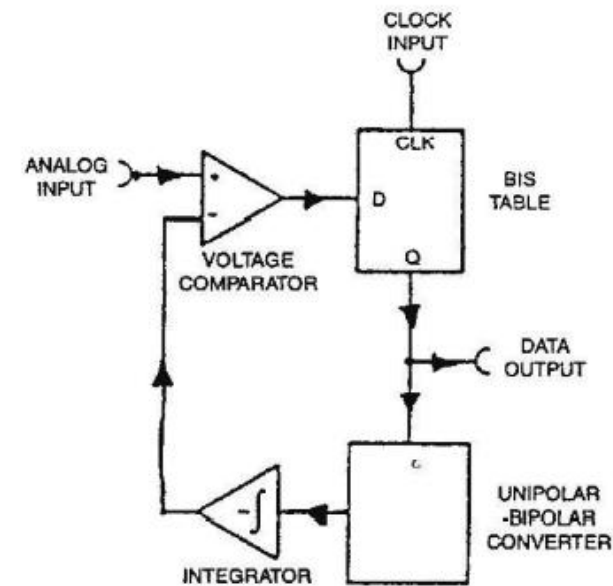 CLOCK
INPUT
CLK
ANALOG
INPUT
+
-
D
BIS
TABLE
VOLTAGE
COMPARATOR
Q
DATA
OUTPUT
-∫
INTEGRATOR
UNIPOLAR
-BIPOLAR
CONVERTER